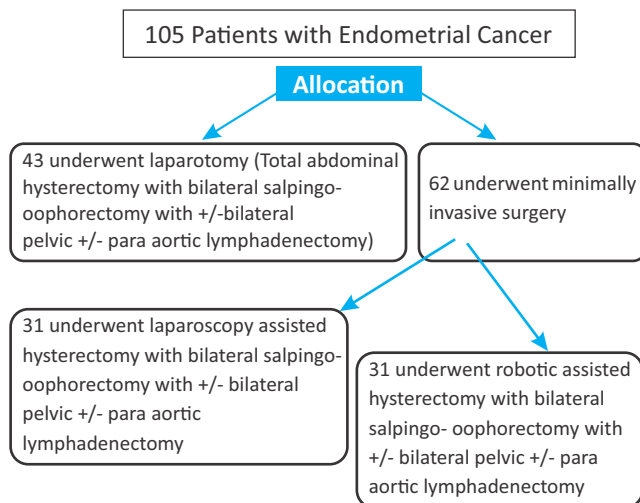 105 Patients with Endometrial Cancer
Allocation
43 underwent laparotomy (Total abdominal
hysterectomy with bilateral salpingo-
oophorectomy with +/-bilateral
pelvic +/- para aortic lymphadenectomy)
62 underwent minimally
invasive surgery
31 underwent laparoscopy assisted
hysterectomy with bilateral salpingo-
oophorectomy with +/- bilateral
pelvic +/- para aortic
lymphadenectomy
31 underwent robotic assisted
hysterectomy with bilateral
salpingo- oophorectomy with
+/- bilateral pelvic +/- para
aortic lymphadenectomy